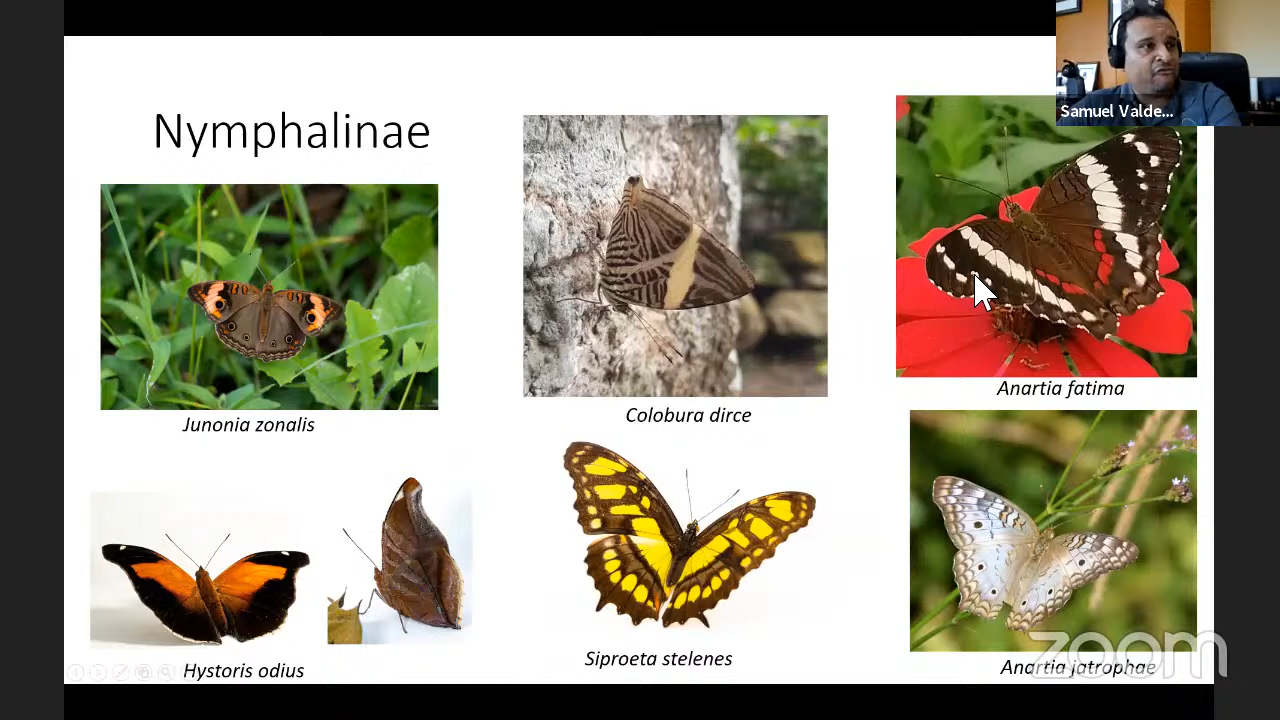 Samuel Valde...
Nymphalinae
Junonia zonalis
Colobura dirce
Anartia fatima
Hystoris odius
Siproeta stelenes
Anartia jatrophae
zoom